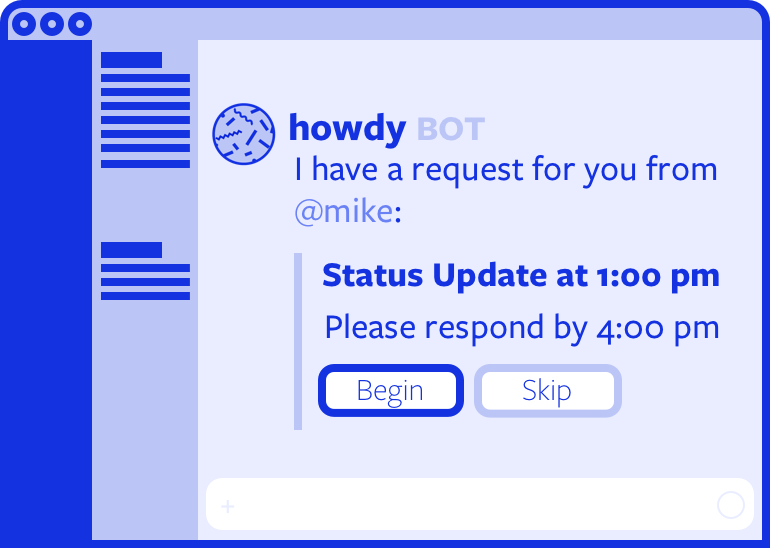 howdy BOT
I have a request for you from
@mike:
Status Update at 1:00 pm
Please respond by 4:00 pm
Begin Skip
+